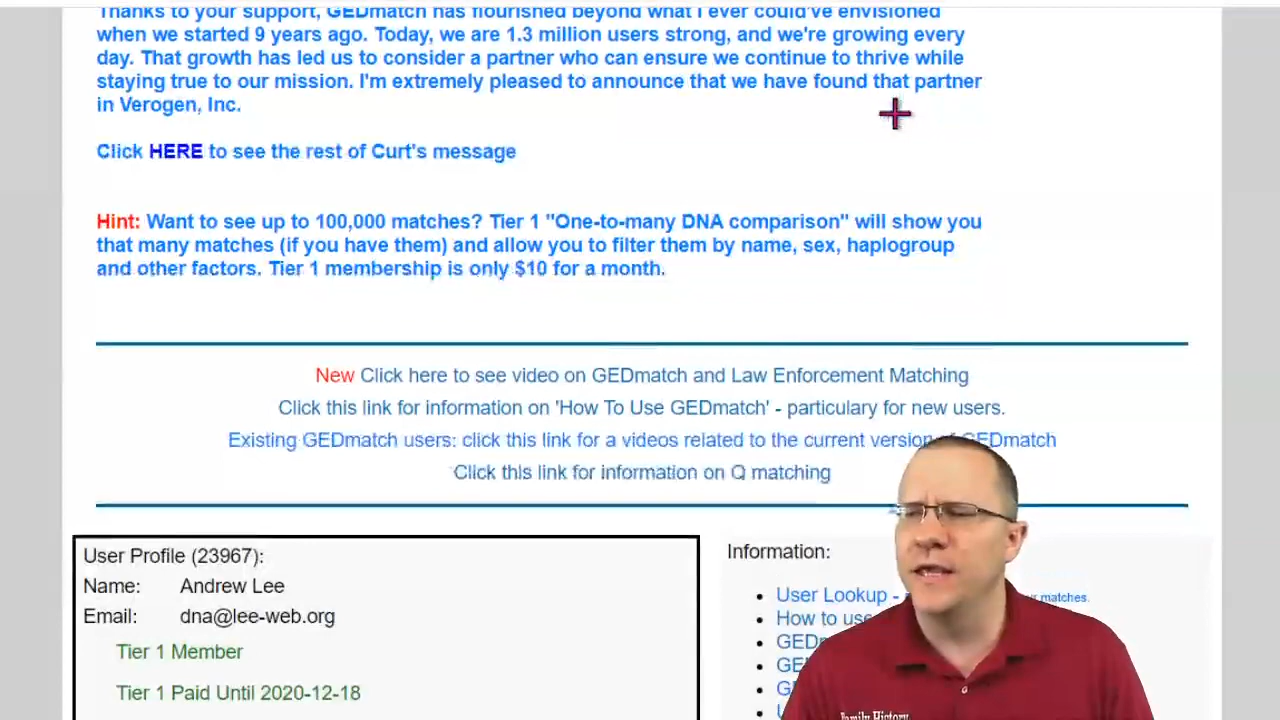 Thanks to your support, GEDmatch has flourished beyond what I ever could've envisioned
when we started 9 years ago. Today, we are 1.3 million users strong, and we're growing every
day. That growth has led us to consider a partner who can ensure we continue to thrive while
staying true to our mission. I'm extremely pleased to announce that we have found that partner
in Verogen, Inc.
Click HERE to see the rest of Curt's message
Hint: Want to see up to 100,000 matches? Tier 1 "One-to-many DNA comparison" will show you
that many matches (if you have them) and allow you to filter them by name, sex, haplogroup
and other factors. Tier 1 membership is only $10 for a month.
New Click here to see video on GEDmatch and Law Enforcement Matching
Click this link for information on 'How To Use GEDmatch' - particulary for new users.
Existing GEDmatch users: click this link for a videos related to the current version of GEDmatch
Click this link for information on Q matching
User Profile (23967):
Name: Andrew Lee
Email: dna@lee-web.org
Tier 1 Member
Tier 1 Paid Until 2020-12-18
Information:
User Lookup - matches.
How to use
Family History